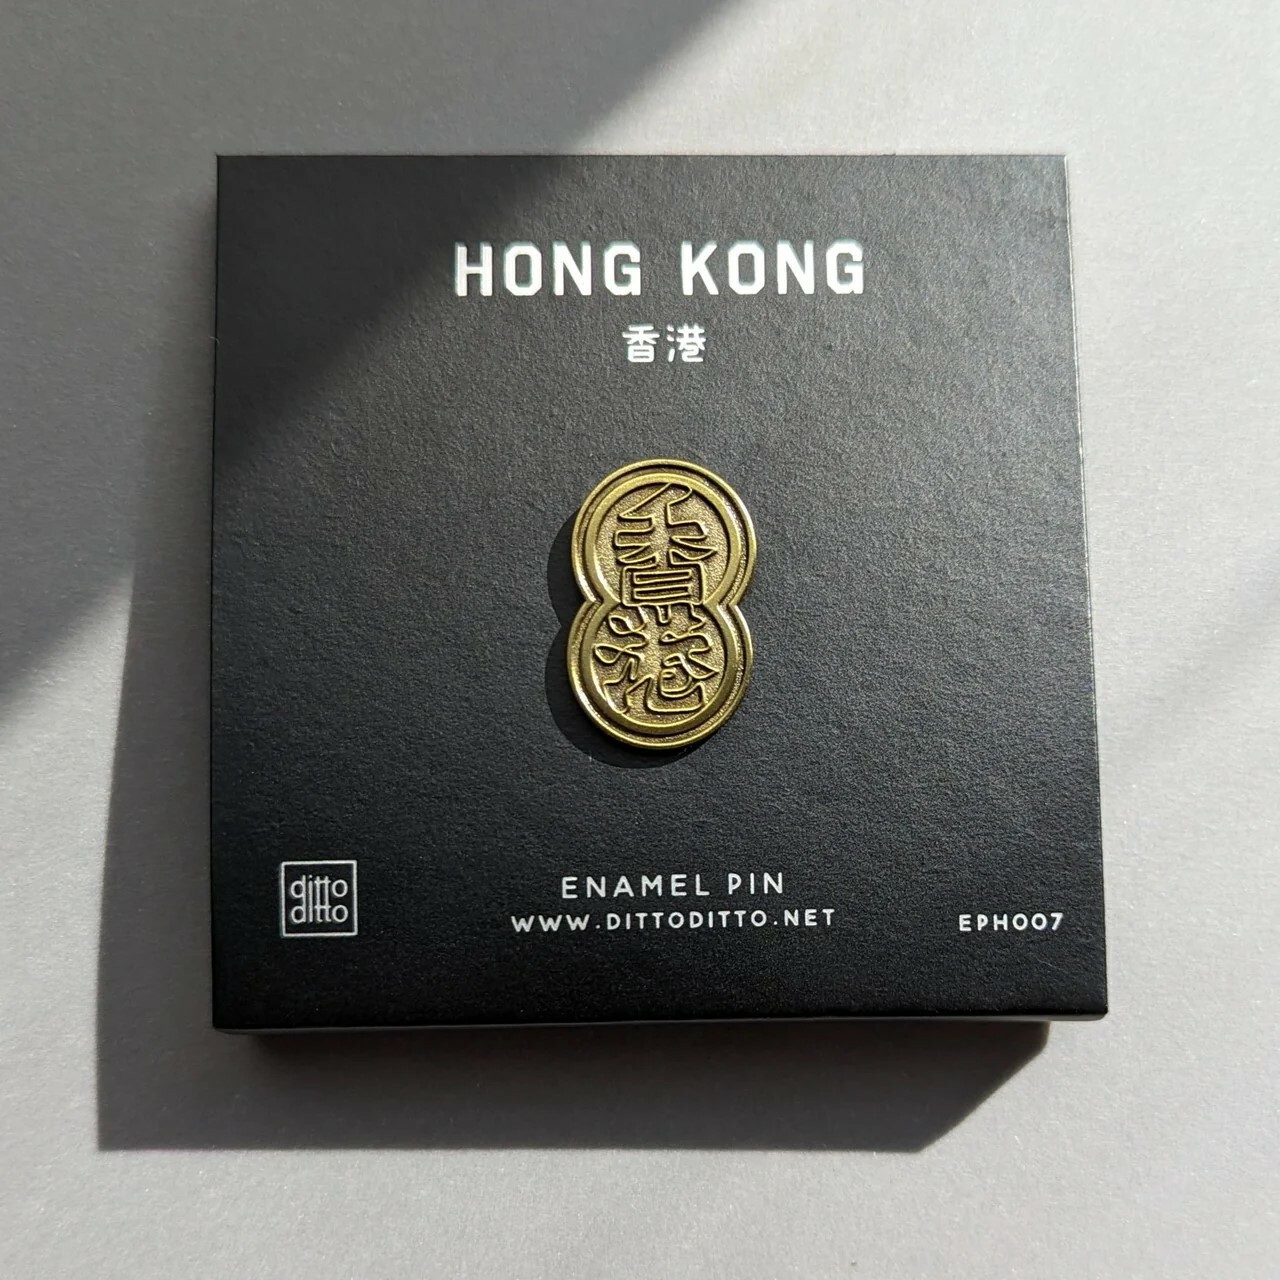 HONG KONG
香港
香港
ditto
ditto
ENAMEL PIN
WWW.DITTODITTO.NET
EPH007